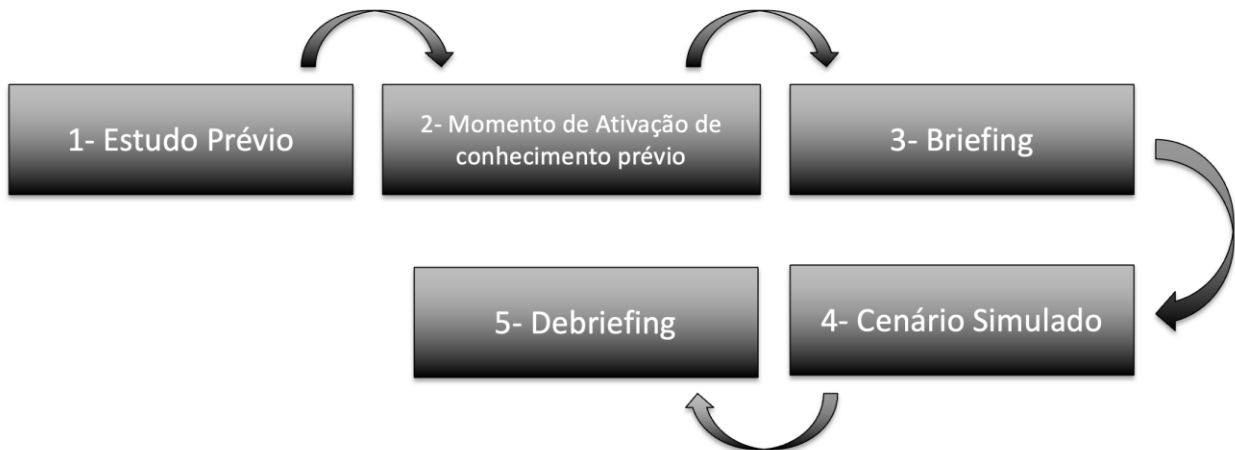 1- Estudo Prévio
2- Momento de Ativação de
conhecimento prévio
3- Briefing
4- Cenário Simulado
5- Debriefing